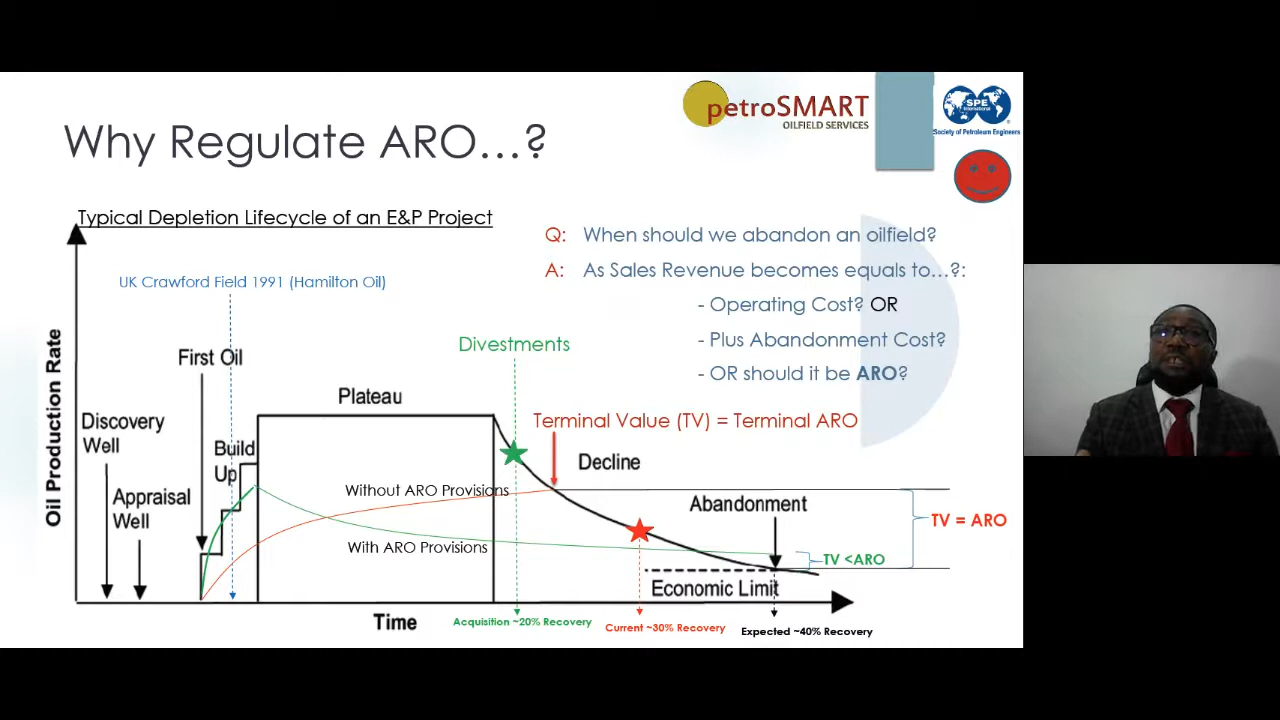 petroSMART
OILFIELD SERVICES
SPE
International
Society of Petroleum Engineers
Why Regulate ARO...?
Typical Depletion Lifecycle of an E&P Project
Q: When should we abandon an oilfield?
A: As Sales Revenue becomes equals to...?:
- Operating Cost? OR
- Plus Abandonment Cost?
- OR should it be ARO?
UK Crawford Field 1991 (Hamilton Oil)
Oil Production Rate
First Oil
Divestments
Discovery
Well
Appraisal
Well
Build
Up
Plateau
Terminal Value (TV) = Terminal ARO
Decline
Without ARO Provisions
With ARO Provisions
Abandonment
TV = ARO
TV <ARO
Economic Limit
Time
Acquisition ~20% Recovery
Current ~30% Recovery
Expected ~40% Recovery